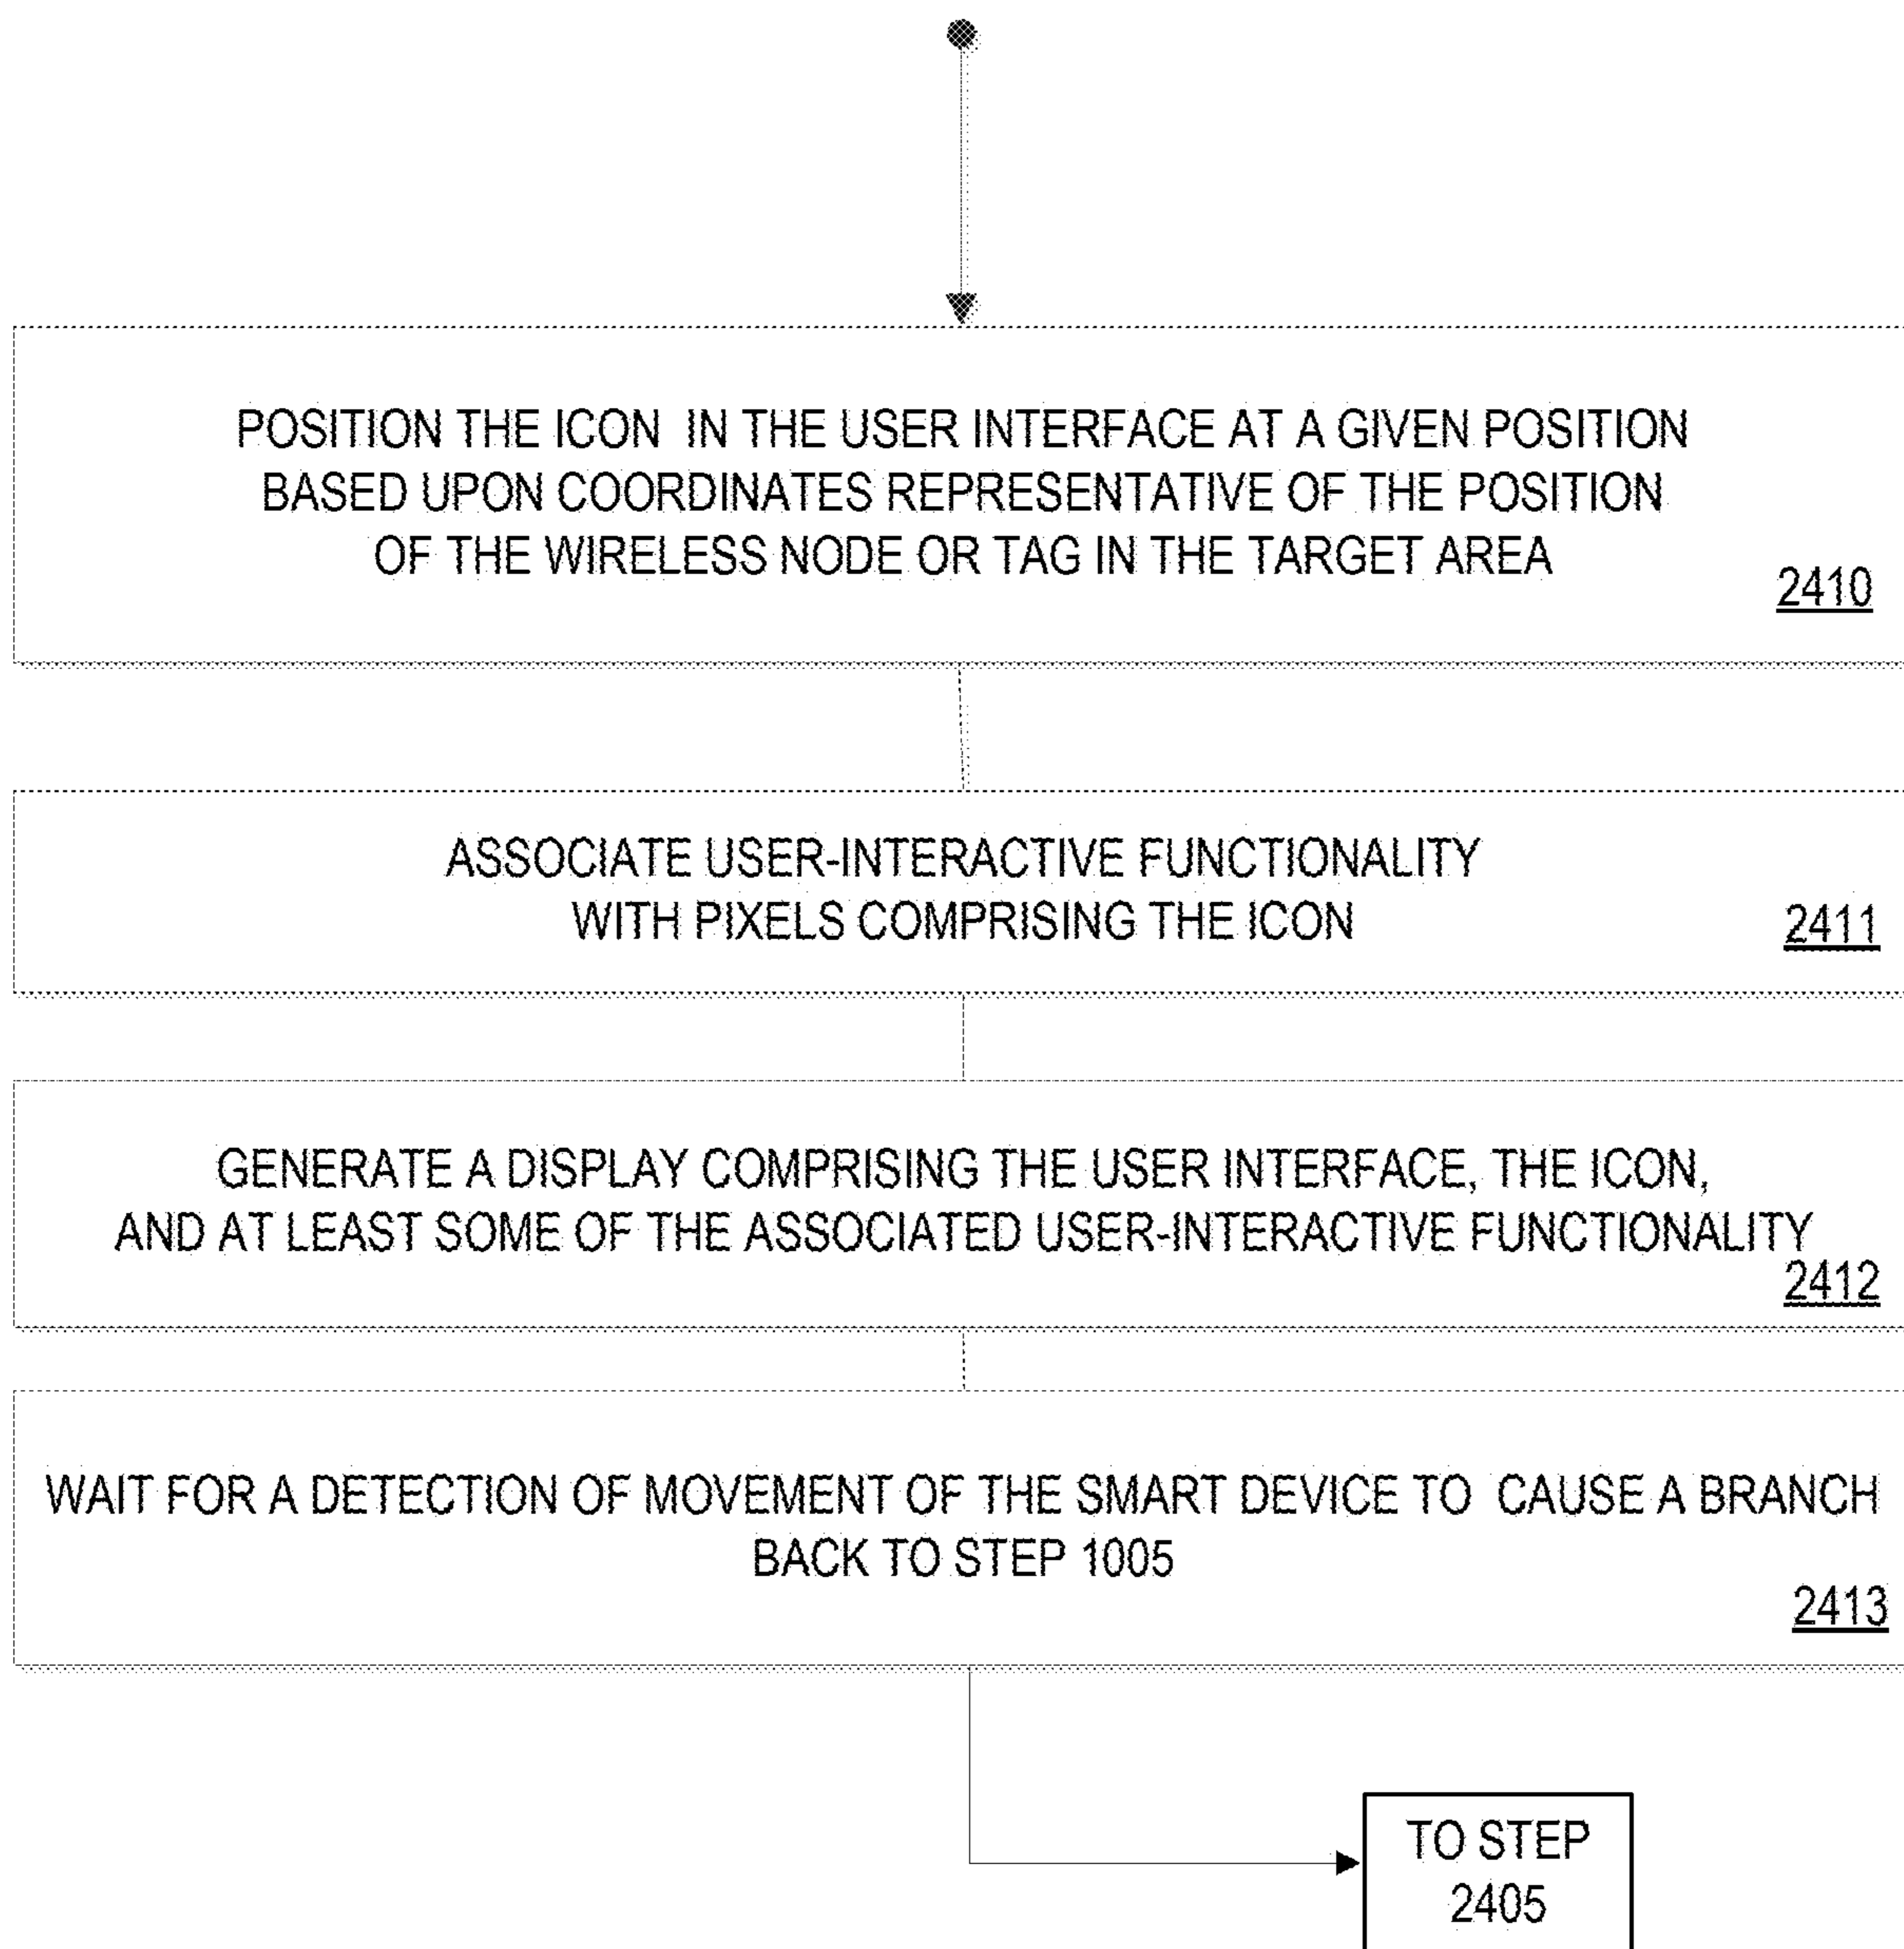 POSITION THE ICON IN THE USER INTERFACE AT A GIVEN POSITION
BASED UPON COORDINATES REPRESENTATIVE OF THE POSITION
OF THE WIRELESS NODE OR TAG IN THE TARGET AREA
2410
ASSOCIATE USER-INTERACTIVE FUNCTIONALITY
WITH PIXELS COMPRISING THE ICON
2411
GENERATE A DISPLAY COMPRISING THE USER INTERFACE, THE ICON,
AND AT LEAST SOME OF THE ASSOCIATED USER-INTERACTIVE FUNCTIONALITY
2412
WAIT FOR A DETECTION OF MOVEMENT OF THE SMART DEVICE TO CAUSE A BRANCH
BACK TO STEP 1005
2413
TO STEP
2405